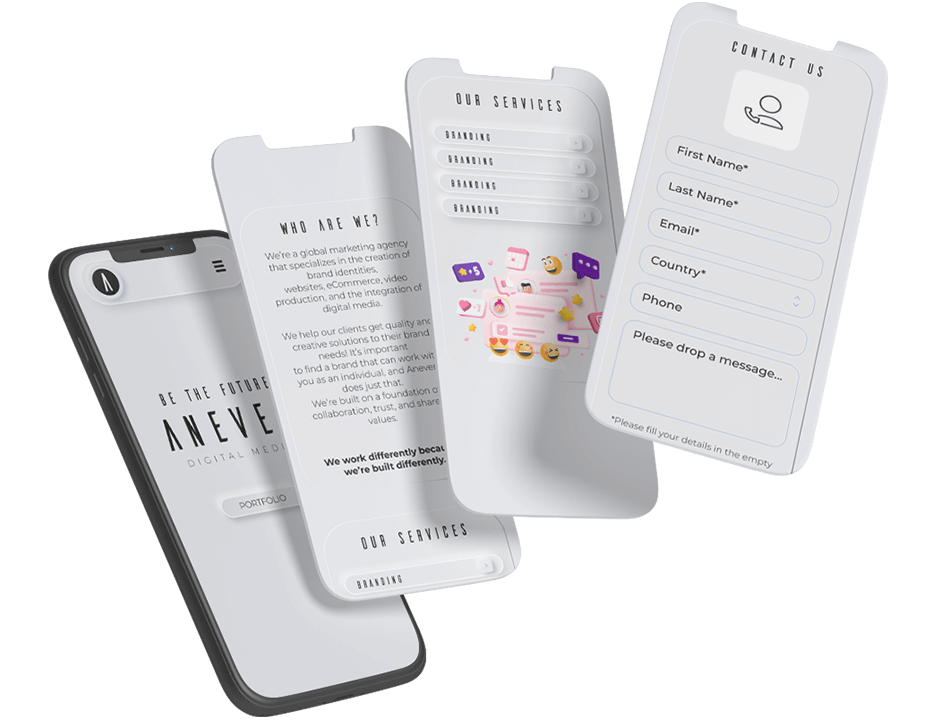 BE THE FUTURE
ANEVE
DIGITAL MEDI
PORTFOLIO
WHO ARE WE?
We're a global marketing agency
that specializes in the creation of
brand identities,
websites, eCommerce, video
production, and the integration of
digital media.
We help our clients get quality and
creative solutions to their brand
needs! It's important
to find a brand that can work wit
you as an individual, and Anever
does just that.
We're built on a foundation o
collaboration, trust, and share
values.
We work differently becau
we're built differently.
OUR SERVICES
BRANDING
OUR SERVICES
BRANDING
BRANDING
BRANDING
BRANDING
+5
CONTACT US
First Name*
Last Name*
Email*
Country*
Phone
Please drop a message...
*Please fill your details in the empty